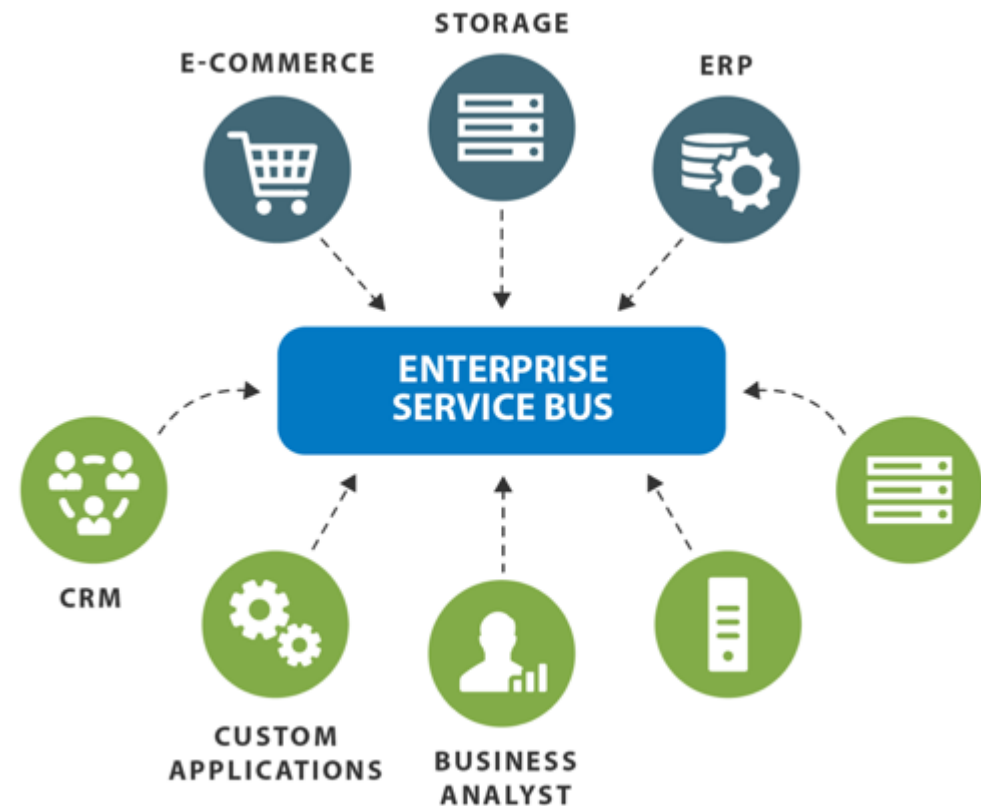 STORAGE
E-COMMERCE
ERP
ENTERPRISE
SERVICE BUS
CRM
CUSTOM
APPLICATIONS
BUSINESS
ANALYST